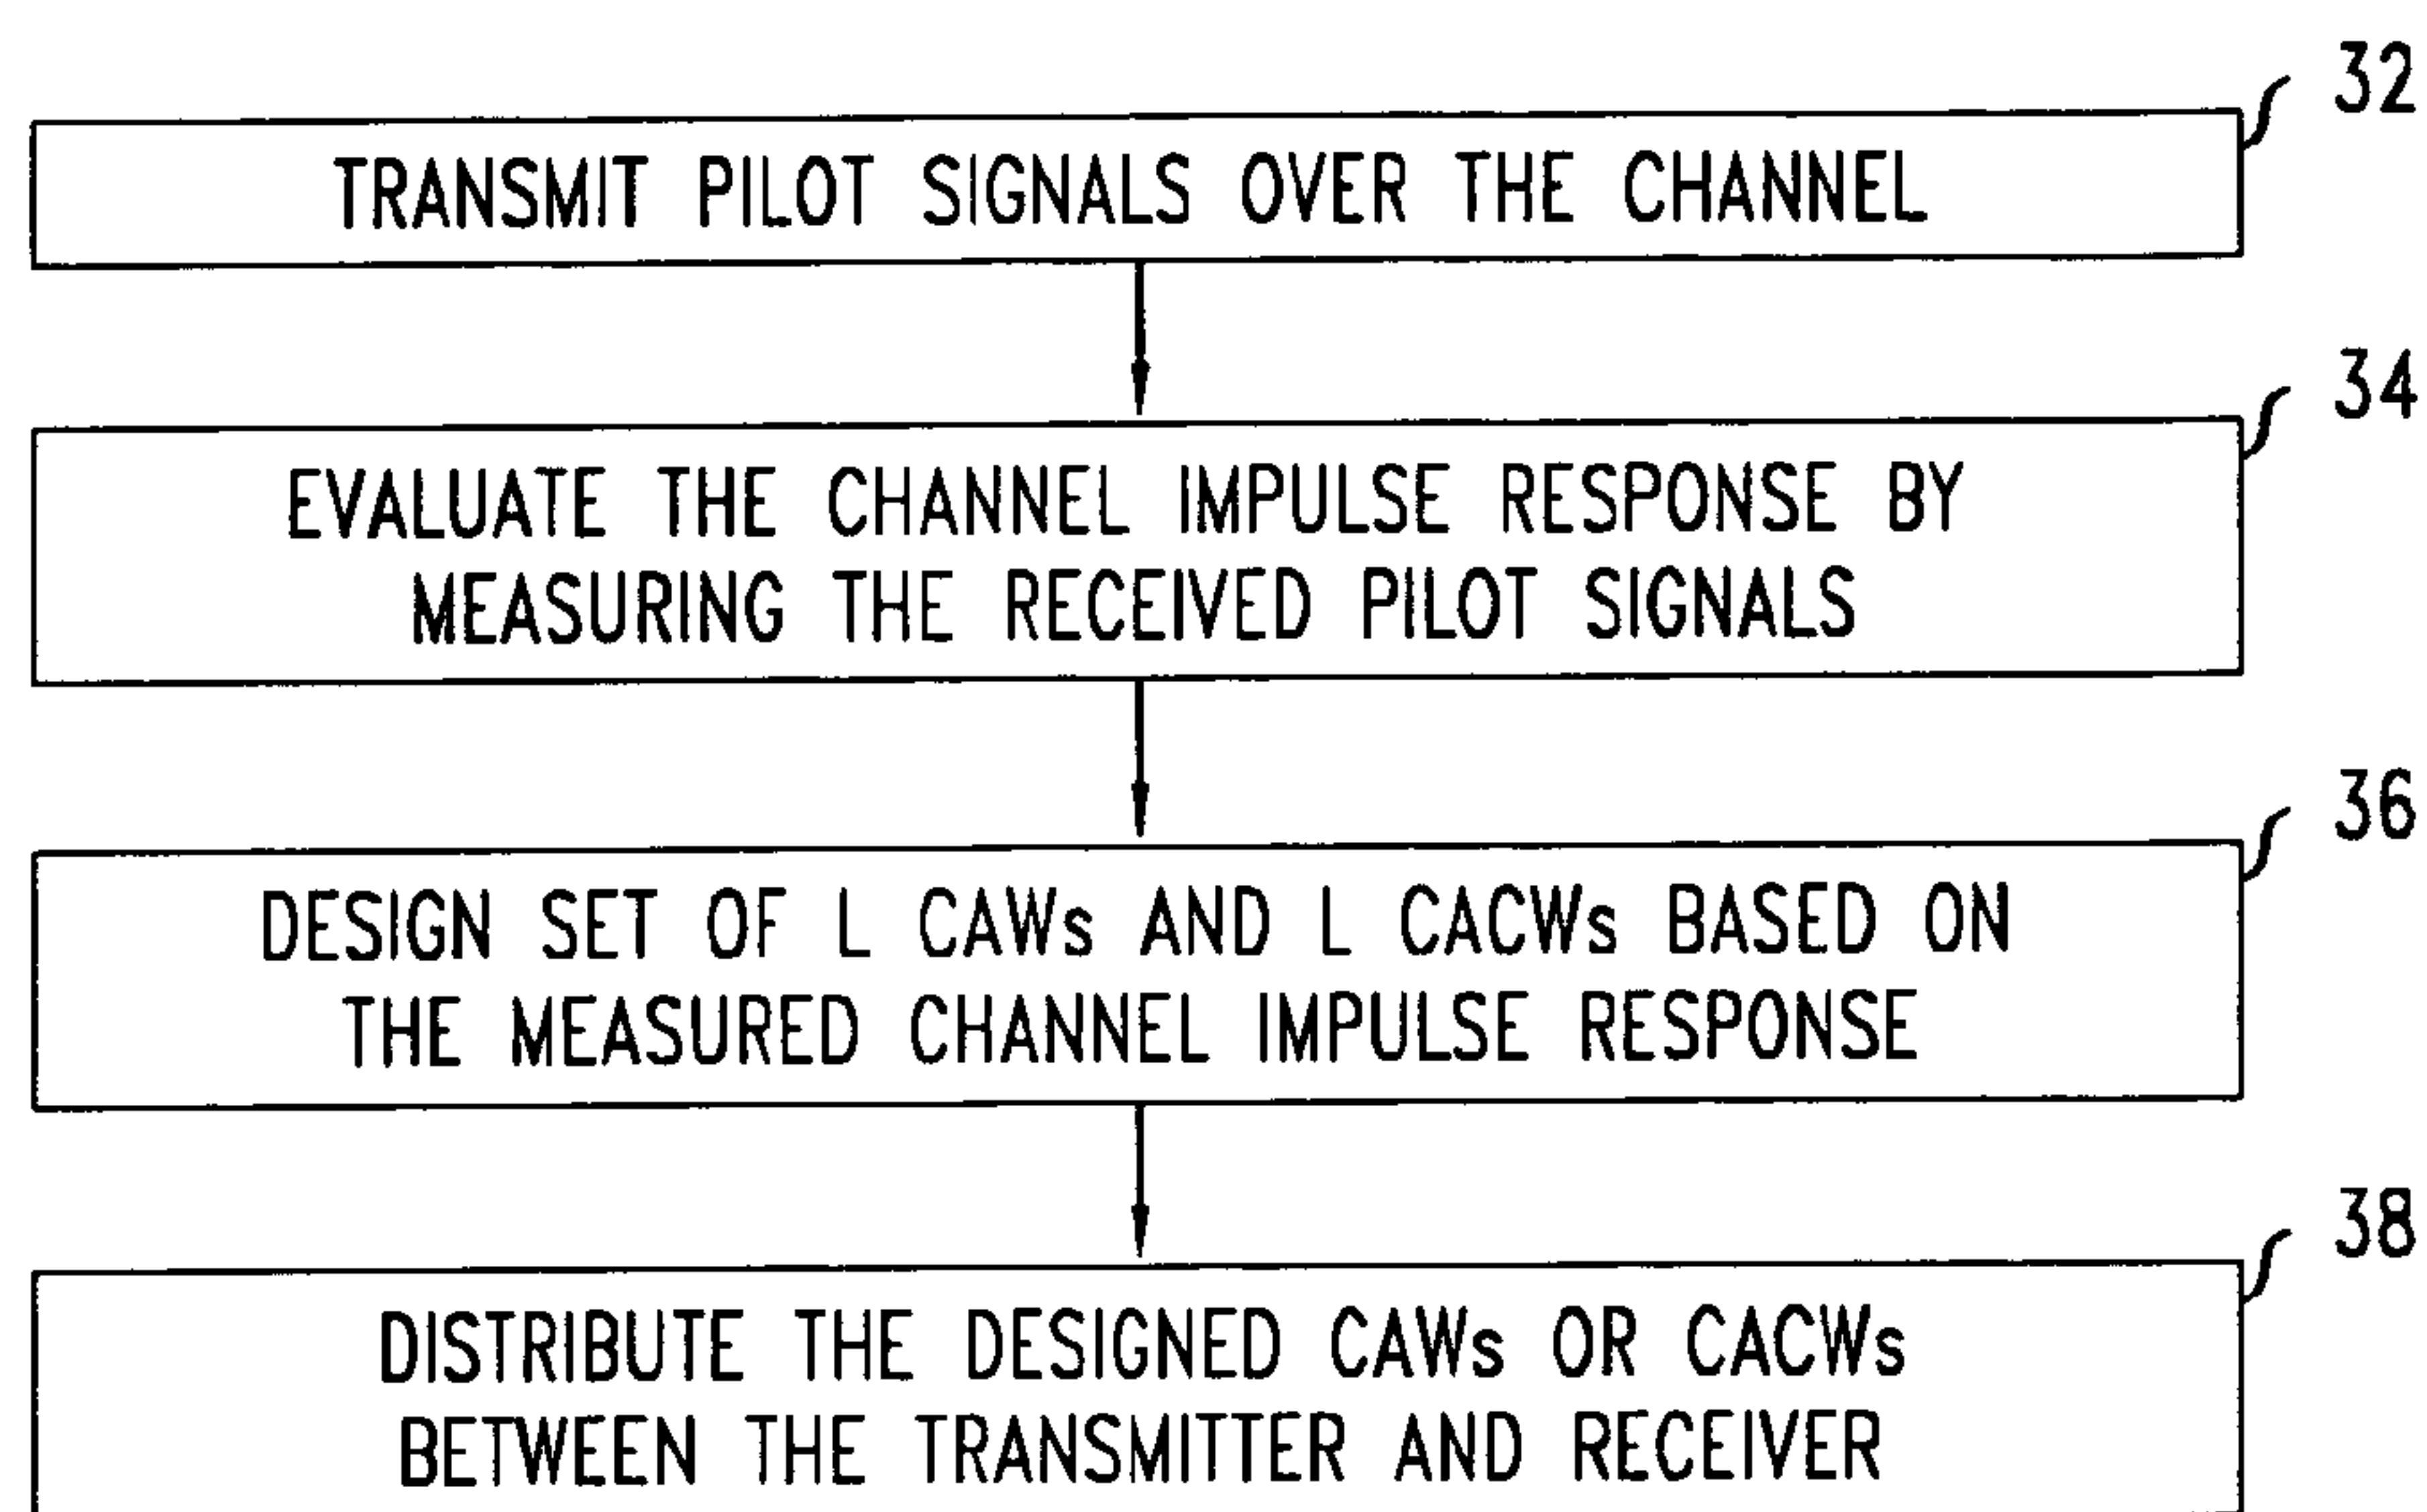 32
TRANSMIT PILOT SIGNALS OVER THE CHANNEL
34
EVALUATE THE CHANNEL IMPULSE RESPONSE BY
MEASURING THE RECEIVED PILOT SIGNALS
36
DESIGN SET OF L CAWs AND L CACWs BASED ON
THE MEASURED CHANNEL IMPULSE RESPONSE
38
DISTRIBUTE THE DESIGNED CAWs OR CACWs
BETWEEN THE TRANSMITTER AND RECEIVER